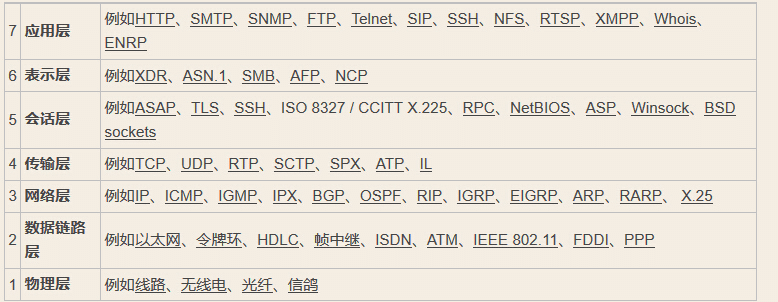 7 应用层 例如HTTP、SMTP、SNMP、FTP、Telnet、SIP、SSH、NFS、RTSP、XMPP、Whois、
ENRP
6 表示层 例如XDR、ASN.1、SMB、AFP、NCP
5 会话层 例如ASAP、TLS、SSH、ISO 8327 / CCITT X.225、RPC、NetBIOS、ASP、Winsock、BSD
sockets
4 传输层 例如TCP、UDP、RTP、SCTP、SPX、ATP、IL
3 网络层 例如IP、ICMP、IGMP、IPX、BGP、OSPF、RIP、IGRP、EIGRP、ARP、RARP、 X.25
2 数据链路
层 例如以太网、令牌环、HDLC、帧中继、ISDN、ATM、IEEE 802.11、FDDI、PPP
1 物理层 例如线路、无线电、光纤、信鸽